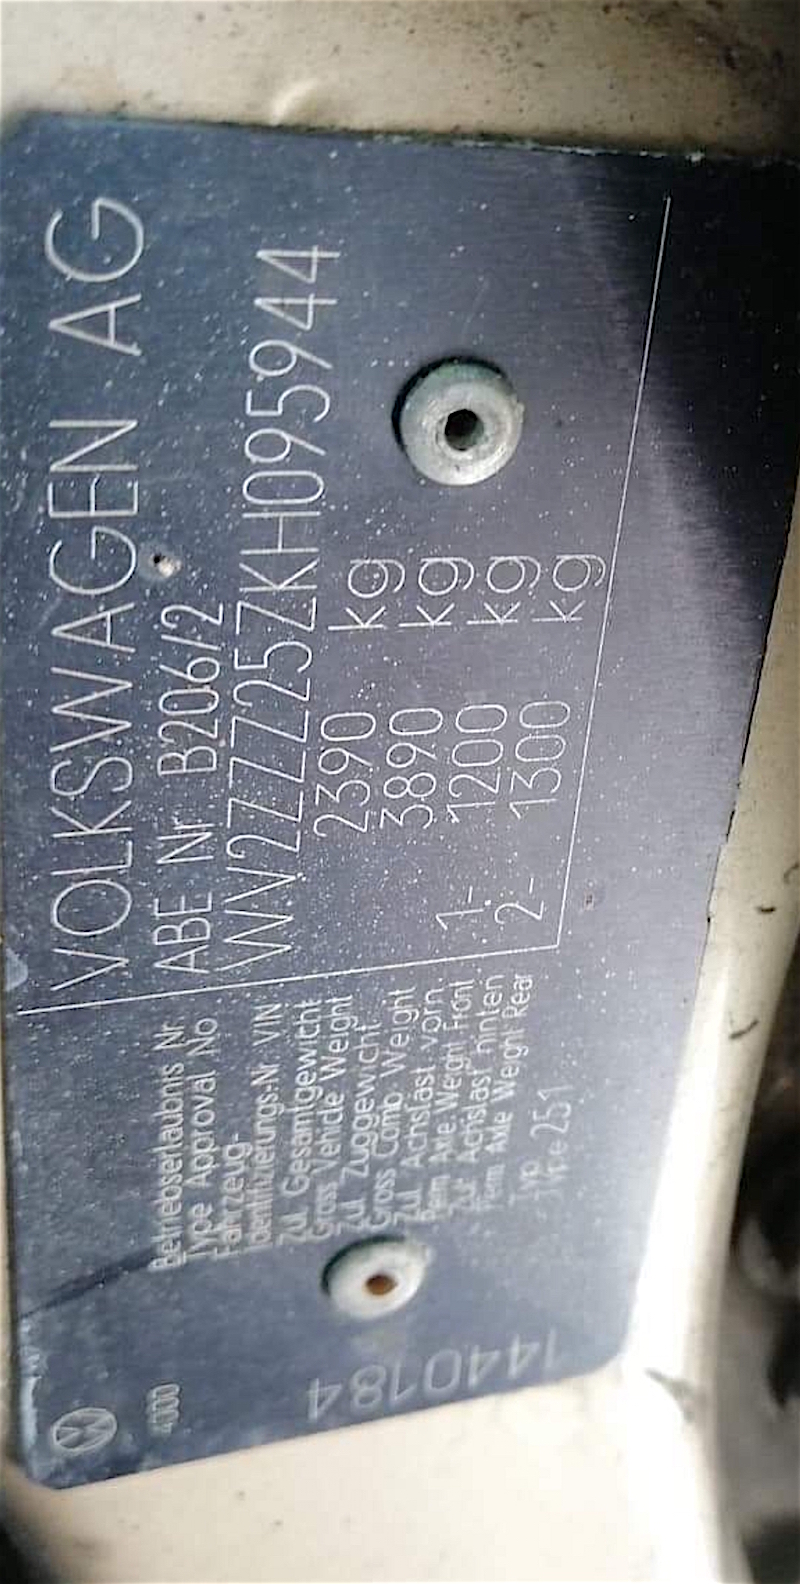 VOLKSWAGEN AG
ABE Nr. B206/2
WV2ZZZ25ZKH095944
2390 kg
3890 kg
1- 1200 kg
2- 1300 kg
Betriebserlaubnis Nr.
Type Approval No
Fahrzeug-
Identifizierungs-Nr. VIN
Zul. Gesamtgewicht
Gross Vehicle Weight
Zul. Zuggewicht
Gross Comb. Weight
Zul. Achslast vorn
Perm. Axle Weight Front
Zul. Achslast hinten
Perm. Axle Weight Rear
Typ
Type 251
4000
1440184